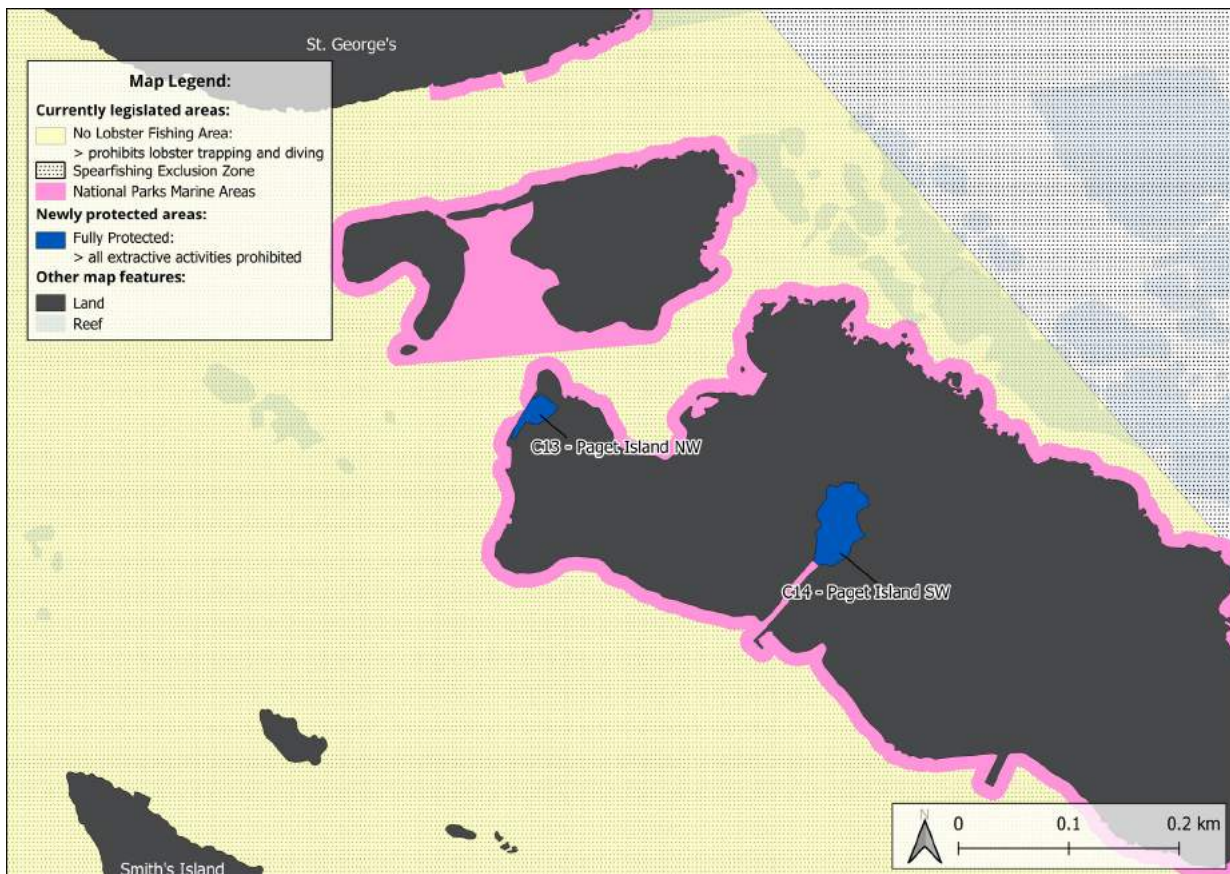 St. George's
Map Legend:
Currently legislated areas:
No Lobster Fishing Area:
> prohibits lobster trapping and diving
Spearfishing Exclusion Zone
National Parks Marine Areas
Newly protected areas:
Fully Protected:
> all extractive activities prohibited
Other map features:
Land
Reef
C13 - Paget Island NW
C14 - Paget Island SW
Smith's Island
N
0 0.1 0.2 km